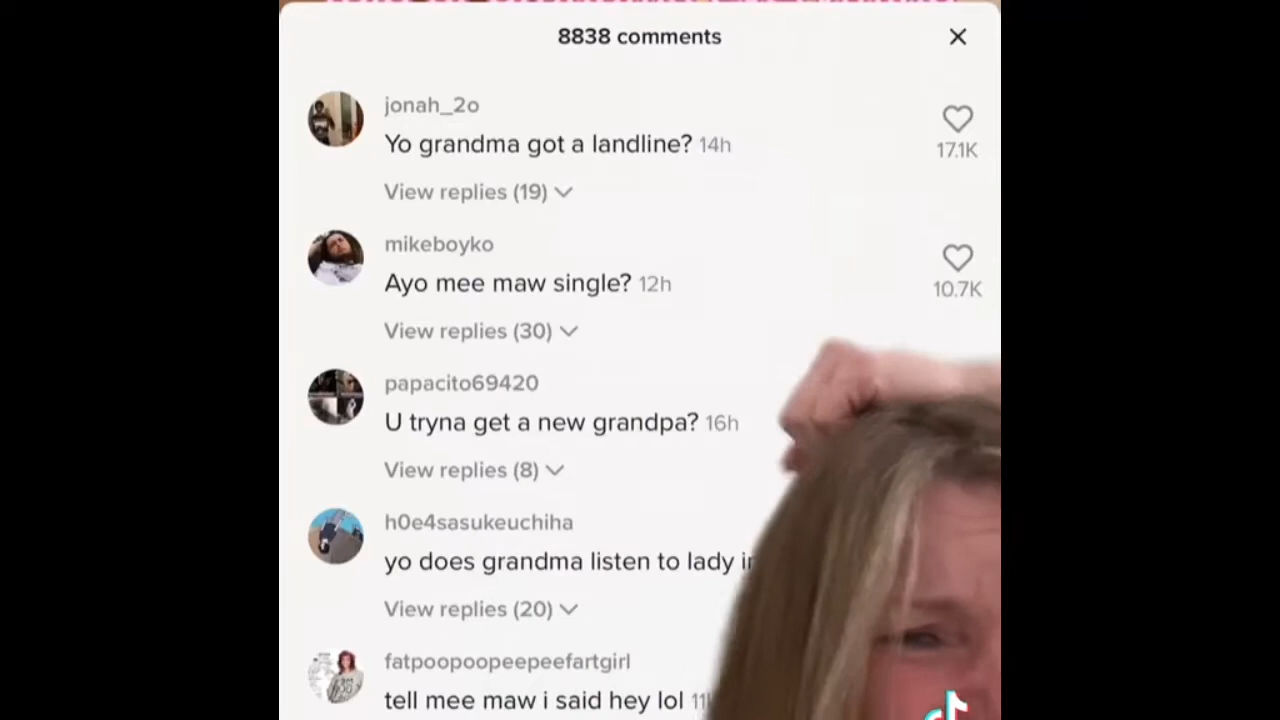 8838 comments
jonah_2o
Yo grandma got a landline? 14h
17.1K
View replies (19)
mikeboyko
Ayo mee maw single? 12h
10.7K
View replies (30)
papacito69420
U tryna get a new grandpa? 16h
View replies (8)
h0e4sasukeuchiha
yo does grandma listen to lady
View replies (20)
fatpoopoopeepeefartgirl
tell mee maw i said hey lol